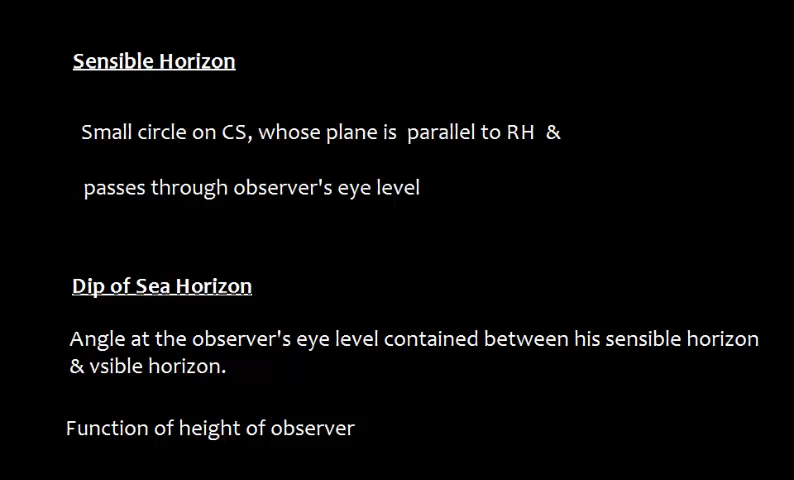 Sensible Horizon
Small circle on CS, whose plane is parallel to RH &
passes through observer's eye level
Dip of Sea Horizon
Angle at the observer's eye level contained between his sensible horizon
& vsible horizon.
Function of height of observer